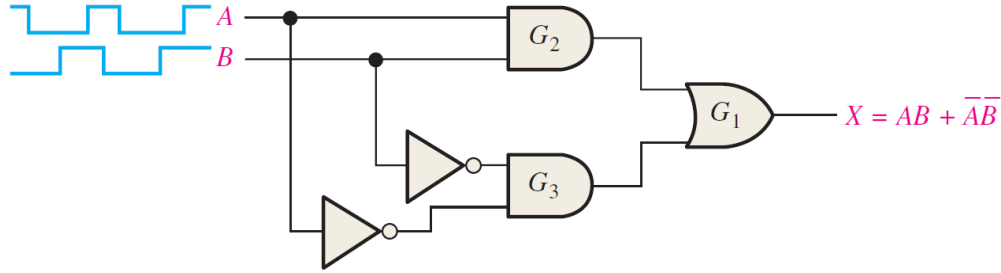 A
B
G₂
G₁
X = AB + A̅B̅
G₃